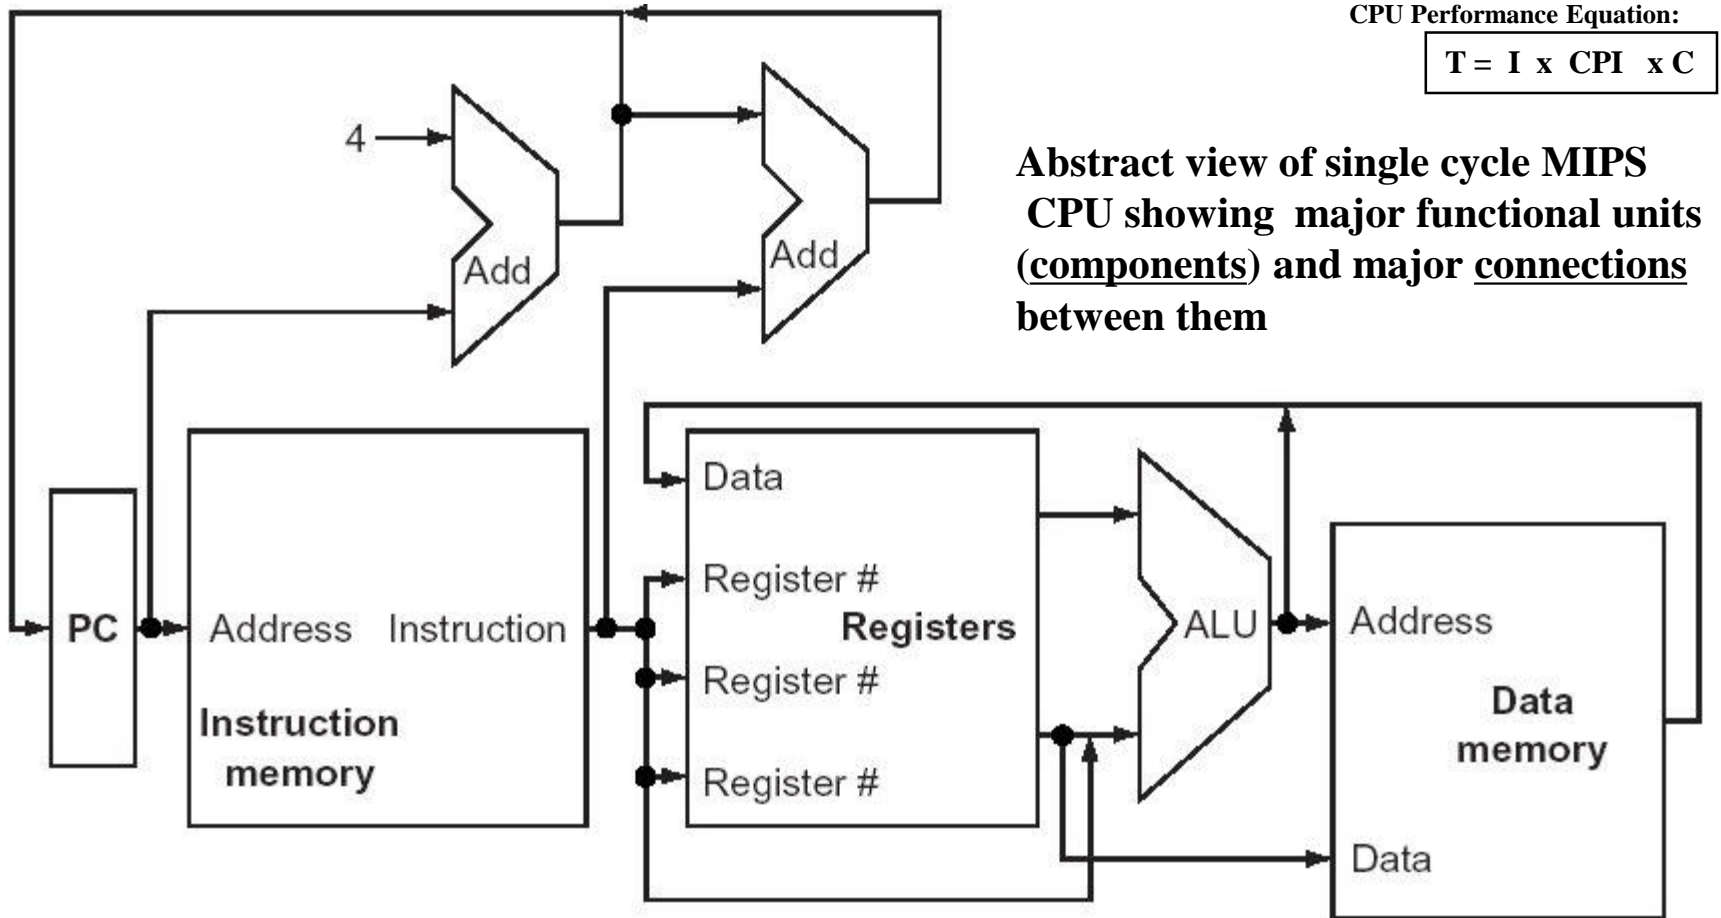 CPU Performance Equation:
T = I x CPI x C
4
Add
Add
Abstract view of single cycle MIPS
CPU showing major functional units
(components) and major connections
between them
PC
Address
Instruction
Instruction
memory
Data
Register #
Register #
Register #
Registers
ALU
Address
Data
memory
Data